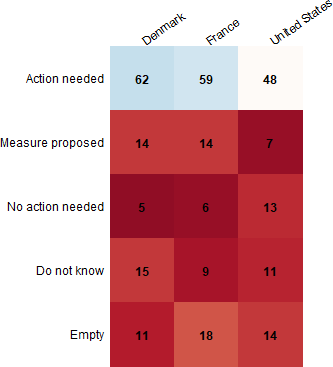 Denmark France United States
Action needed 62 59 48
Measure proposed 14 14 7
No action needed 5 6 13
Do not know 15 9 11
Empty 11 18 14